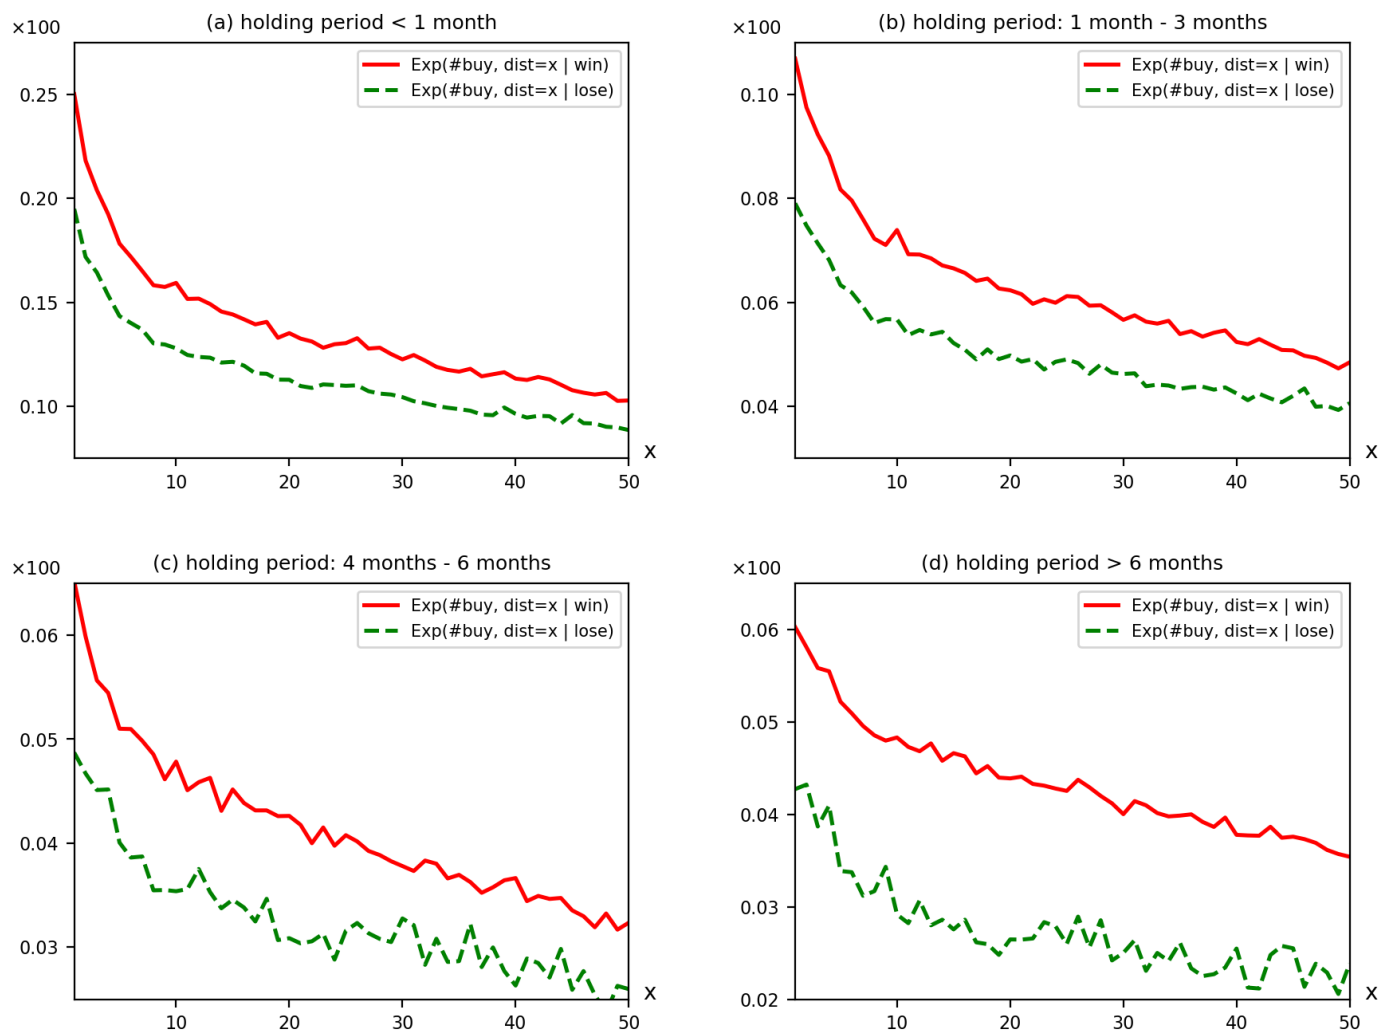 (a) holding period < 1 month
×100
Exp(#buy, dist=x | win)
Exp(#buy, dist=x | lose)
0.25
0.20
0.15
0.10
10 20 30 40 50
x
(b) holding period: 1 month - 3 months
×100
Exp(#buy, dist=x | win)
Exp(#buy, dist=x | lose)
0.10
0.08
0.06
0.04
10 20 30 40 50
x
(c) holding period: 4 months - 6 months
×100
Exp(#buy, dist=x | win)
Exp(#buy, dist=x | lose)
0.06
0.05
0.04
0.03
10 20 30 40 50
x
(d) holding period > 6 months
×100
Exp(#buy, dist=x | win)
Exp(#buy, dist=x | lose)
0.06
0.05
0.04
0.03
0.02
10 20 30 40 50
x